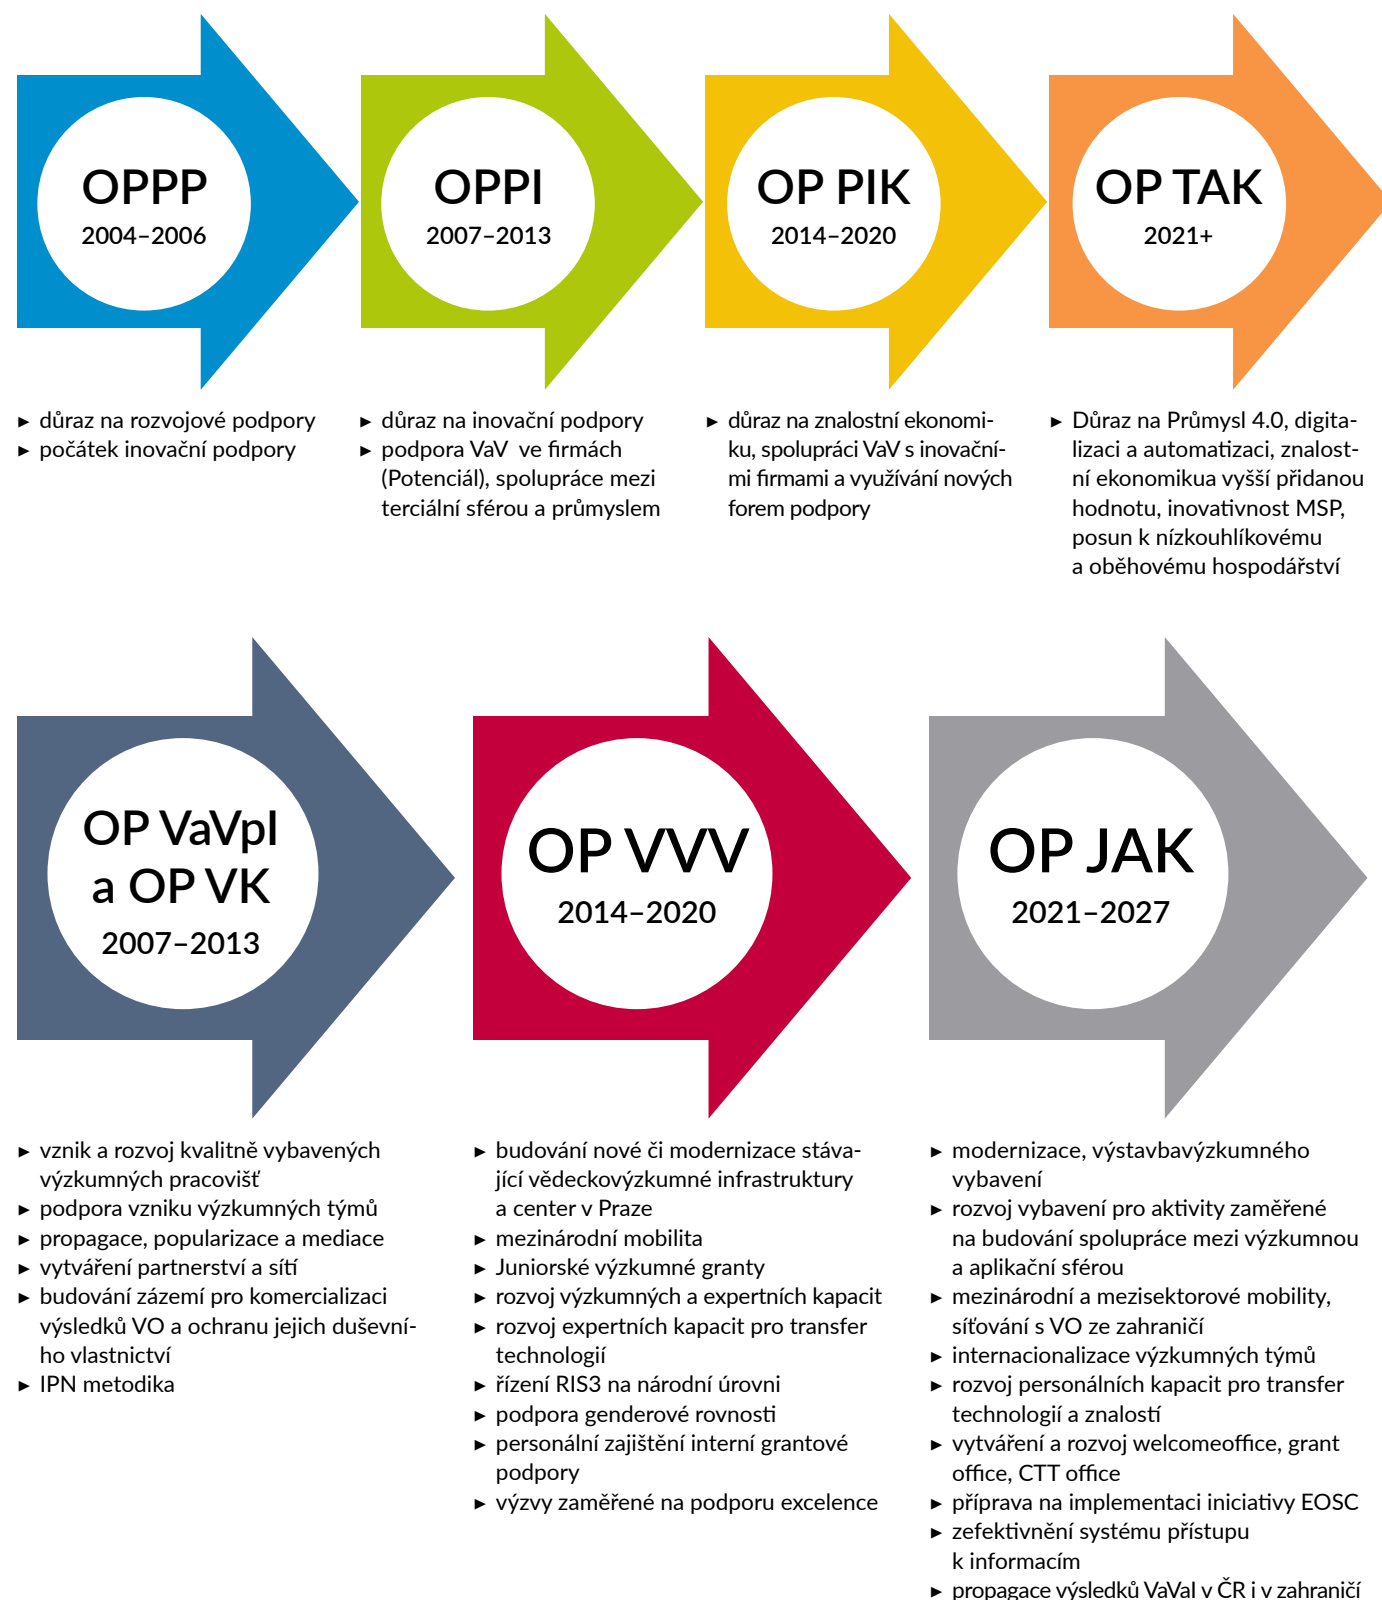 OPPP
2004–2006
OPPI
2007–2013
OP PIK
2014–2020
OP TAK
2021+
► důraz na rozvojové podpory
► počátek inovační podpory
► důraz na inovační podpory
► podpora VaV ve firmách
(Potenciál), spolupráce mezi
terciální sférou a průmyslem
► důraz na znalostní ekonomi-
ku, spolupráci VaV s inovační-
mi firmami a využívání nových
forem podpory
► Důraz na Průmysl 4.0, digita-
lizaci a automatizaci, znalost-
ní ekonomikua vyšší přidanou
hodnotu, inovativnost MSP,
posun k nízkouhlíkovému
a oběhovému hospodářství
OP VaVpI
a OP VK
2007–2013
OP VVV
2014–2020
OP JAK
2021–2027
► vznik a rozvoj kvalitně vybavených
výzkumných pracovišť
► podpora vzniku výzkumných týmů
► propagace, popularizace a mediace
► vytváření partnerství a sítí
► budování zázemí pro komercializaci
výsledků VO a ochranu jejich duševní-
ho vlastnictví
► IPN metodika
► budování nové či modernizace stáva-
jící vědeckovýzkumné infrastruktury
a center v Praze
► mezinárodní mobilita
► Juniorské výzkumné granty
► rozvoj výzkumných a expertních kapacit
► rozvoj expertních kapacit pro transfer
technologií
► řízení RIS3 na národní úrovni
► podpora genderové rovnosti
► personální zajištění interní grantové
podpory
► výzvy zaměřené na podporu excelence
► modernizace, výstavbavýzkumného
vybavení
► rozvoj vybavení pro aktivity zaměřené
na budování spolupráce mezi výzkumnou
a aplikační sférou
► mezinárodní a mezisektorové mobility,
síťování s VO ze zahraničí
► internacionalizace výzkumných týmů
► rozvoj personálních kapacit pro transfer
technologií a znalostí
► vytváření a rozvoj welcomeoffice, grant
office, CTT office
► příprava na implementaci iniciativy EOSC
► zefektivnění systému přístupu
k informacím
► propagace výsledků VaVaI v ČR i v zahraničí